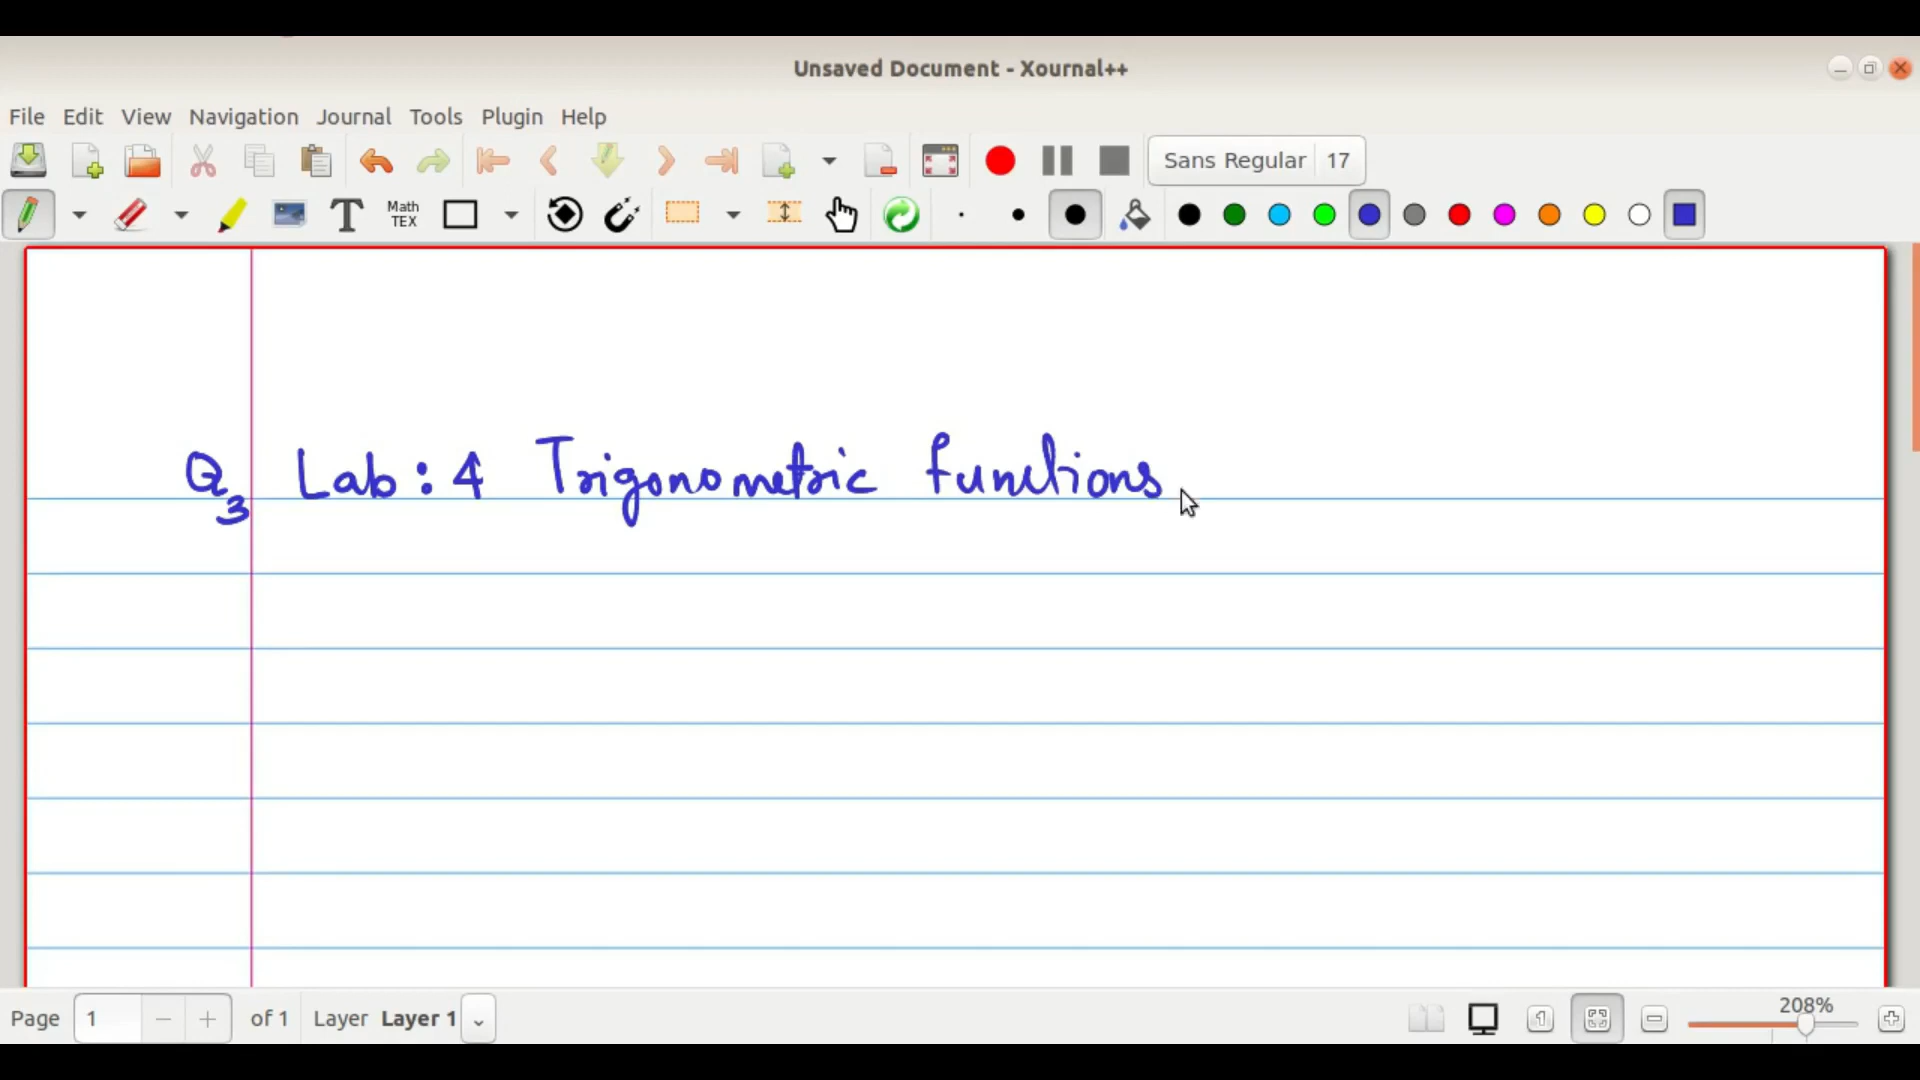 Unsaved Document - Xournal++
File Edit View Navigation Journal Tools Plugin Help
Sans Regular 17
T Math TEX
Q3 Lab: 4 Trigonometric functions
Page 1 of 1 Layer Layer 1 208%